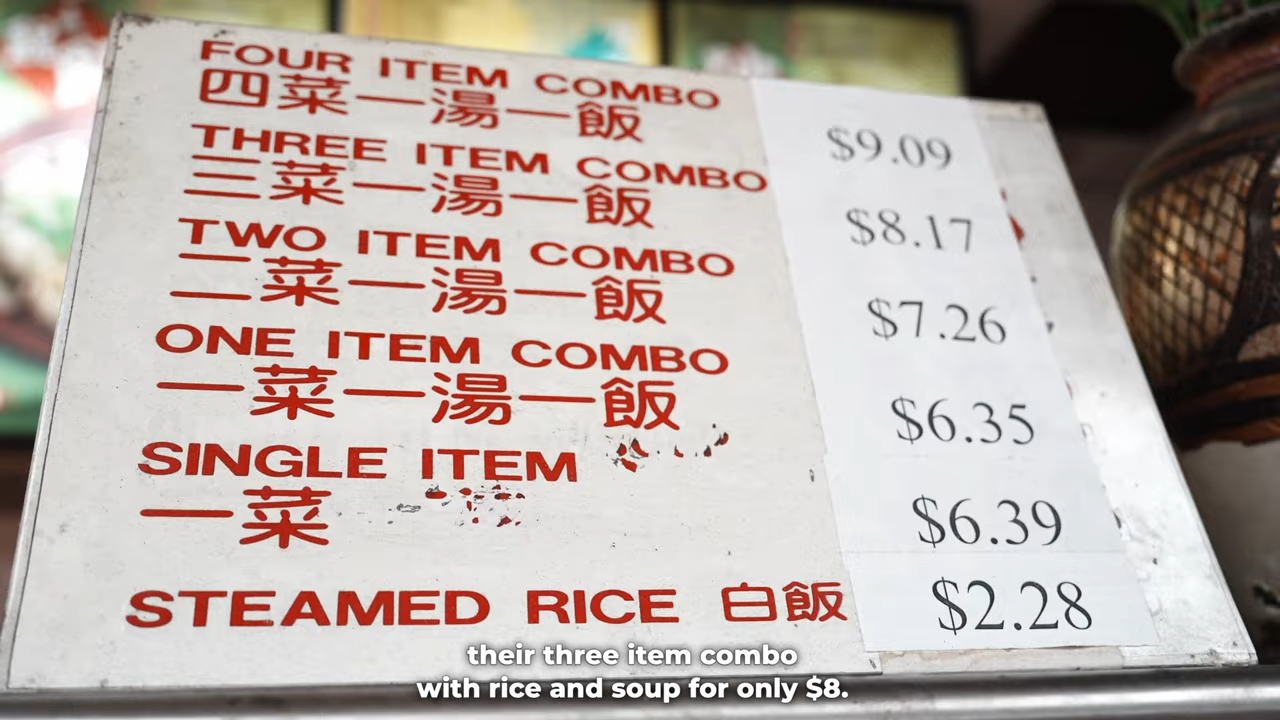 FOUR ITEM COMBO
四菜一湯一飯
$9.09
THREE ITEM COMBO
三菜一湯一飯
$8.17
TWO ITEM COMBO
二菜一湯一飯
$7.26
ONE ITEM COMBO
一菜一湯一飯
$6.35
SINGLE ITEM
一菜
$6.39
STEAMED RICE 白飯
$2.28
their three item combo
with rice and soup for only $8.